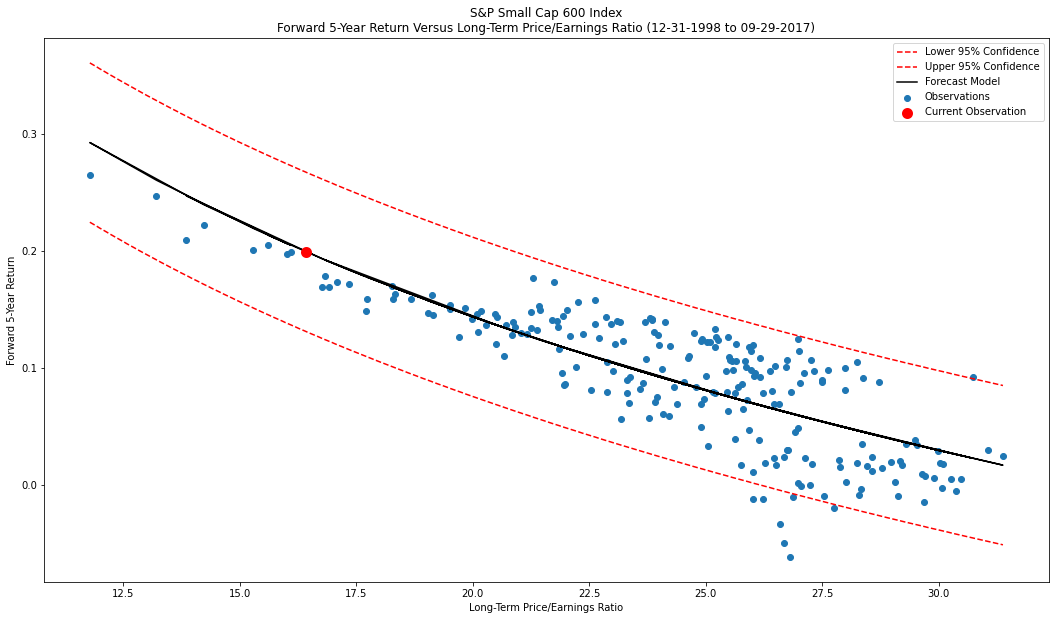 S&P Small Cap 600 Index
Forward 5-Year Return Versus Long-Term Price/Earnings Ratio (12-31-1998 to 09-29-2017)
Lower 95% Confidence
Upper 95% Confidence
Forecast Model
Observations
Current Observation
0.3
0.2
0.1
0.0
Forward 5-Year Return
12.5
15.0
17.5
20.0
22.5
25.0
27.5
30.0
Long-Term Price/Earnings Ratio